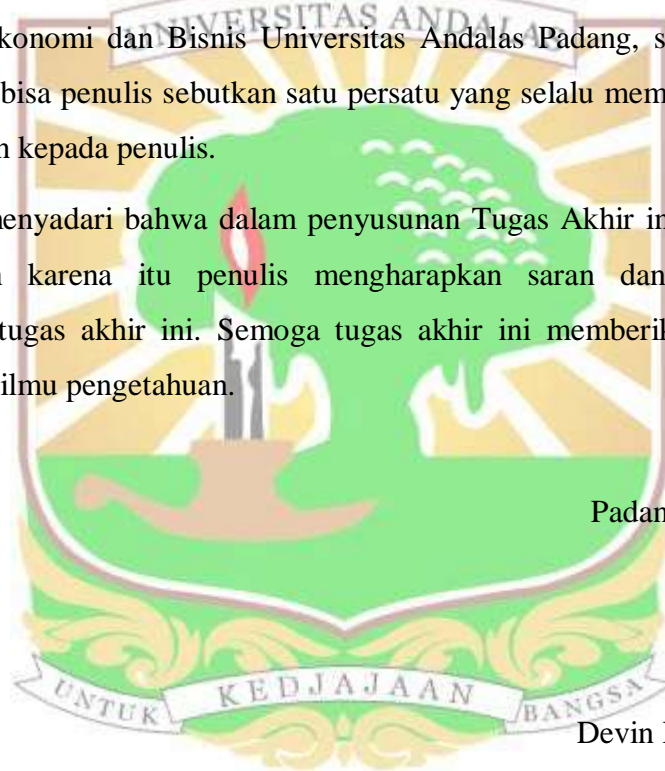 UNIVERSITAS ANDALAS
konomi dan Bisnis Universitas Andalas Padang, s
bisa penulis sebutkan satu persatu yang selalu mem
kepada penulis.
menyadari bahwa dalam penyusunan Tugas Akhir in
karena itu penulis mengharapkan saran dan
tugas akhir ini. Semoga tugas akhir ini memberik
ilmu pengetahuan.
Padan
UNTUK KEDJAJAAN BANGSA
Devin